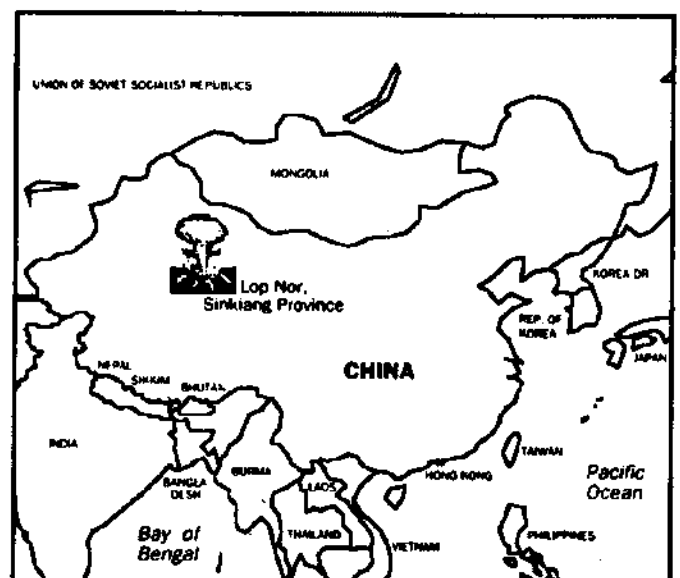 UNION OF SOVIET SOCIALIST REPUBLICS
MONGOLIA
Lop Nor,
Sinkiang Province
KOREA DR
REP. OF
KOREA
JAPAN
CHINA
NEPAL
SIKKIM
BHUTAN
INDIA
TAIWAN
BURMA
HONG KONG
BANGLA
DESH
LAOS
Pacific
Ocean
Bay of
Bengal
THAILAND
VIETNAM
PHILIPPINES